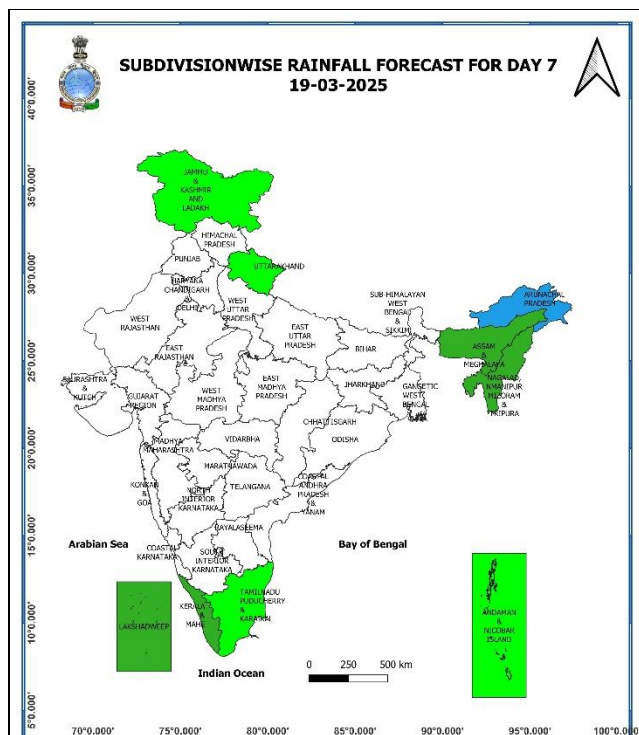 SUBDIVISIONWISE RAINFALL FORECAST FOR DAY 7
19-03-2025
40°0.000'
35°0.000'
30°0.000'
25°0.000'
20°0.000'
15°0.000'
10°0.000'
5°0.000'
JAMMU
&
KASHMIR
AND
LADAKH
HIMACHAL
PRADESH
PUNJAB
UTTARAKHAND
HARYANA
CHANDIGARH
&
DELHI
WEST
UTTAR
PRADESH
WEST
RAJASTHAN
EAST
RAJASTHAN
EAST
UTTAR
PRADESH
SUB-HIMALAYAN
WEST
BENGAL
&
SIKKIM
ARUNACHAL
PRADESH
ASSAM
&
MEGHALAYA
NAGALAND
MANIPUR
MIZORAM
&
TRIPURA
BIHAR
SAURASHTRA
&
KUTCH
GUJARAT
REGION
WEST
MADHYA
PRADESH
EAST
MADHYA
PRADESH
JHARKHAND
GANGETIC
WEST
BENGAL
CHHATTISGARH
ODISHA
MADHYA
MAHARASHTRA
VIDARBHA
MARATHWADA
KONKAN
&
GOA
NORTH
INTERIOR
KARNATAKA
TELANGANA
COASTAL
ANDHRA
PRADESH
&
YANAM
RAYALASEEMA
Arabian Sea
Bay of Bengal
COASTAL
KARNATAKA
SOUTH
INTERIOR
KARNATAKA
LAKSHADWEEP
KERALA
&
MAHE
TAMILNADU
PUDUCHERRY
&
KARAIKAL
ANDAMAN
&
NICOBAR
ISLAND
Indian Ocean
0 250 500 km
70°0.000' 75°0.000' 80°0.000' 85°0.000' 90°0.000' 95°0.000' 100°0.000'